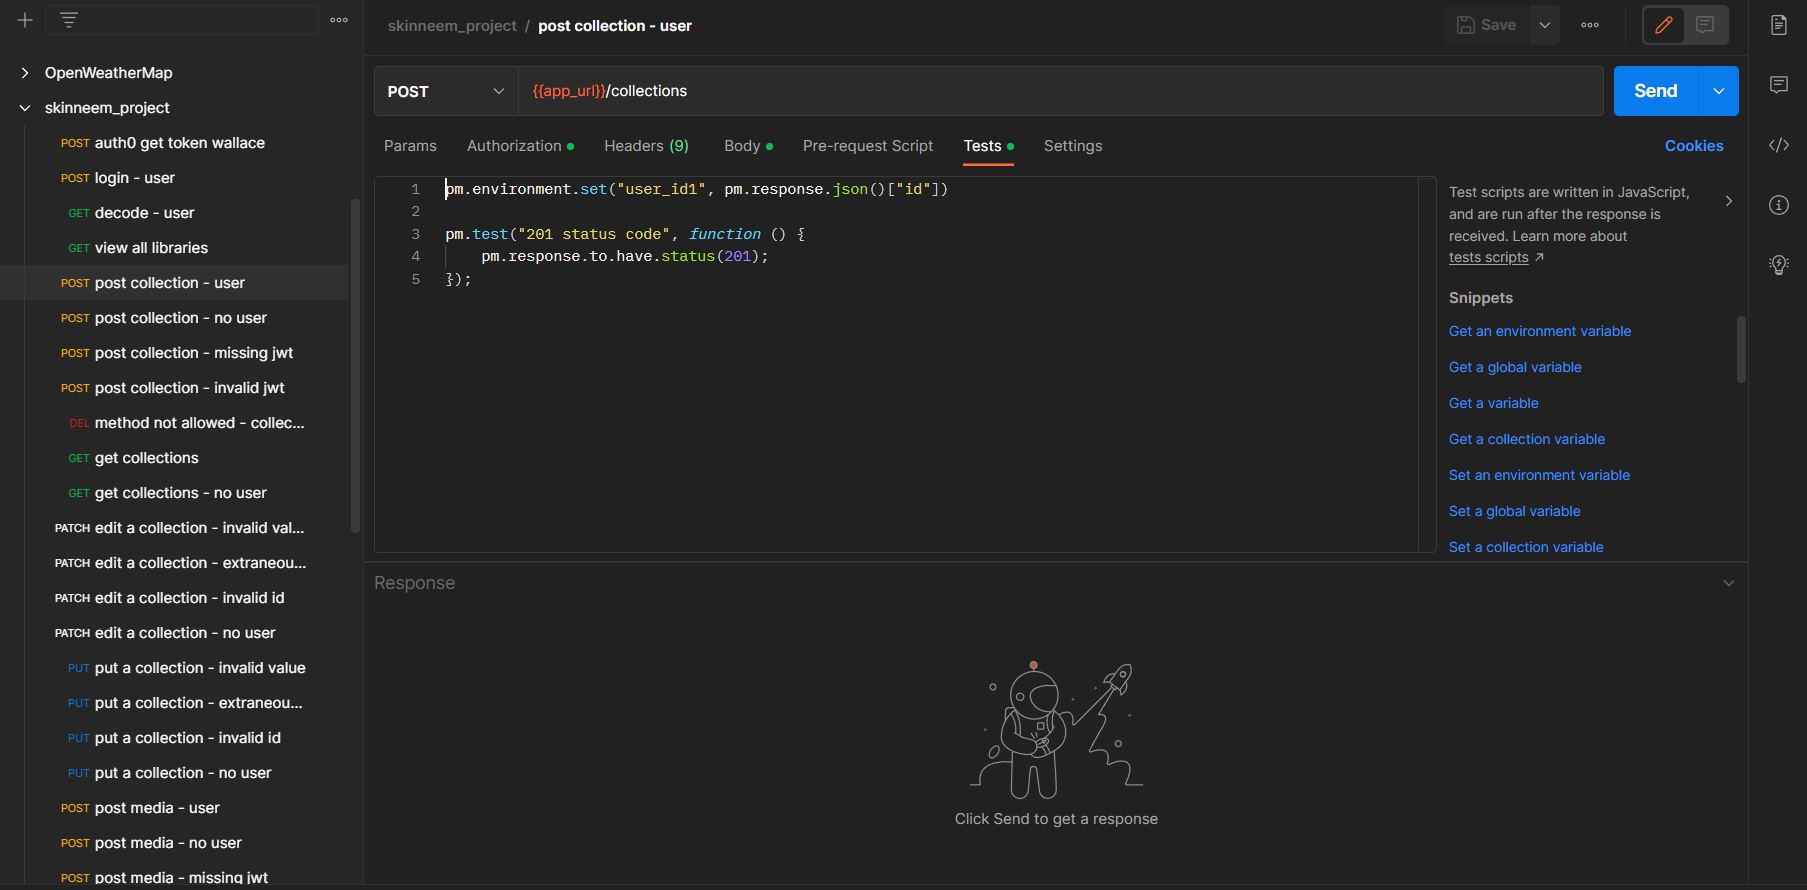 skinneem_project / post collection - user
Save
OpenWeatherMap
skinneem_project
POST auth0 get token wallace
POST login - user
GET decode - user
GET view all libraries
POST post collection - user
POST post collection - no user
POST post collection - missing jwt
POST post collection - invalid jwt
DEL method not allowed - collec...
GET get collections
GET get collections - no user
PATCH edit a collection - invalid val...
PATCH edit a collection - extraneou...
PATCH edit a collection - invalid id
PATCH edit a collection - no user
PUT put a collection - invalid value
PUT put a collection - extraneou...
PUT put a collection - invalid id
PUT put a collection - no user
POST post media - user
POST post media - no user
POST post media - missing jwt
POST {{app_url}}/collections Send
Params Authorization Headers (9) Body Pre-request Script Tests Settings Cookies
1 pm.environment.set("user_id1", pm.response.json()["id"])
2
3 pm.test("201 status code", function () {
4 pm.response.to.have.status(201);
5 });
Test scripts are written in JavaScript,
and are run after the response is
received. Learn more about
tests scripts ↗
Snippets
Get an environment variable
Get a global variable
Get a variable
Get a collection variable
Set an environment variable
Set a global variable
Set a collection variable
Response
Click Send to get a response